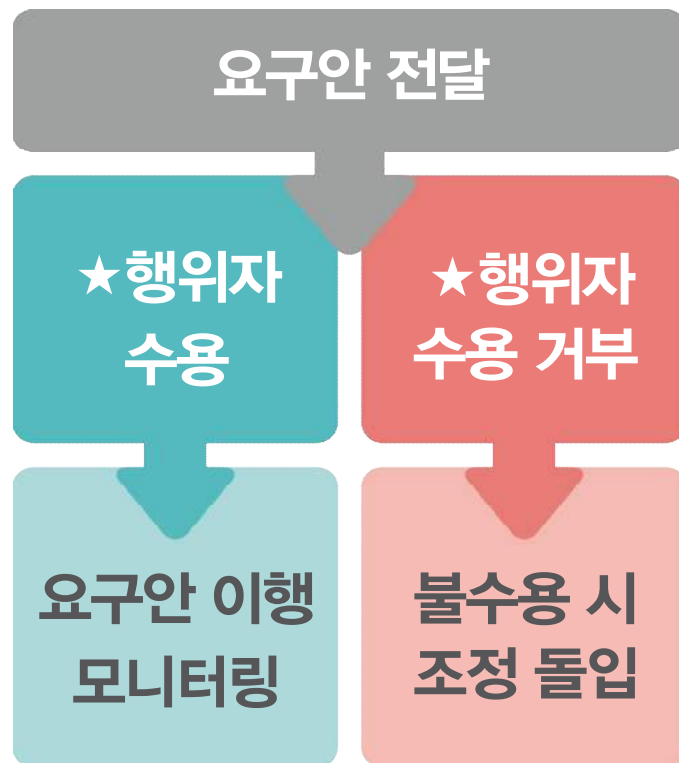 요구안 전달
★행위자
수용
★행위자
수용 거부
요구안 이행
모니터링
불수용 시
조정 돌입